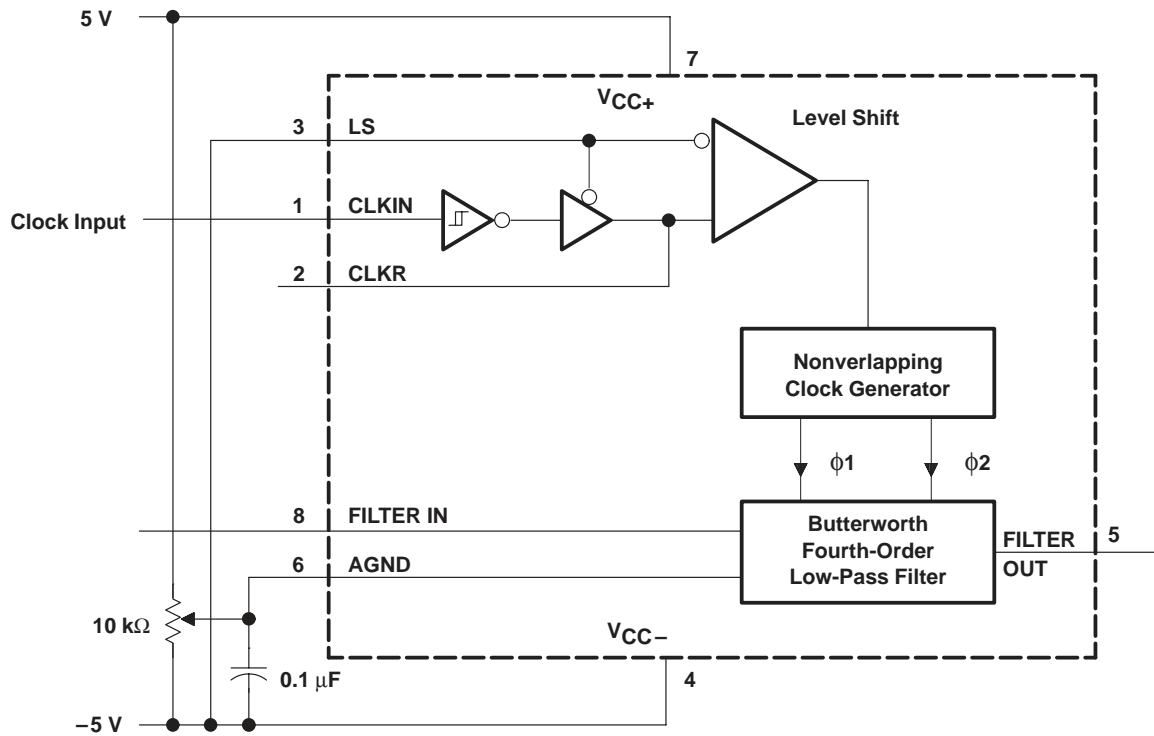 5 V
7
VCC+
3 LS
Level Shift
Clock Input
1 CLKIN
2 CLKR
Nonverlapping
Clock Generator
ϕ1
ϕ2
8 FILTER IN
6 AGND
Butterworth
Fourth-Order
Low-Pass Filter
FILTER
OUT
5
10 kΩ
0.1 μF
VCC−
4
−5 V